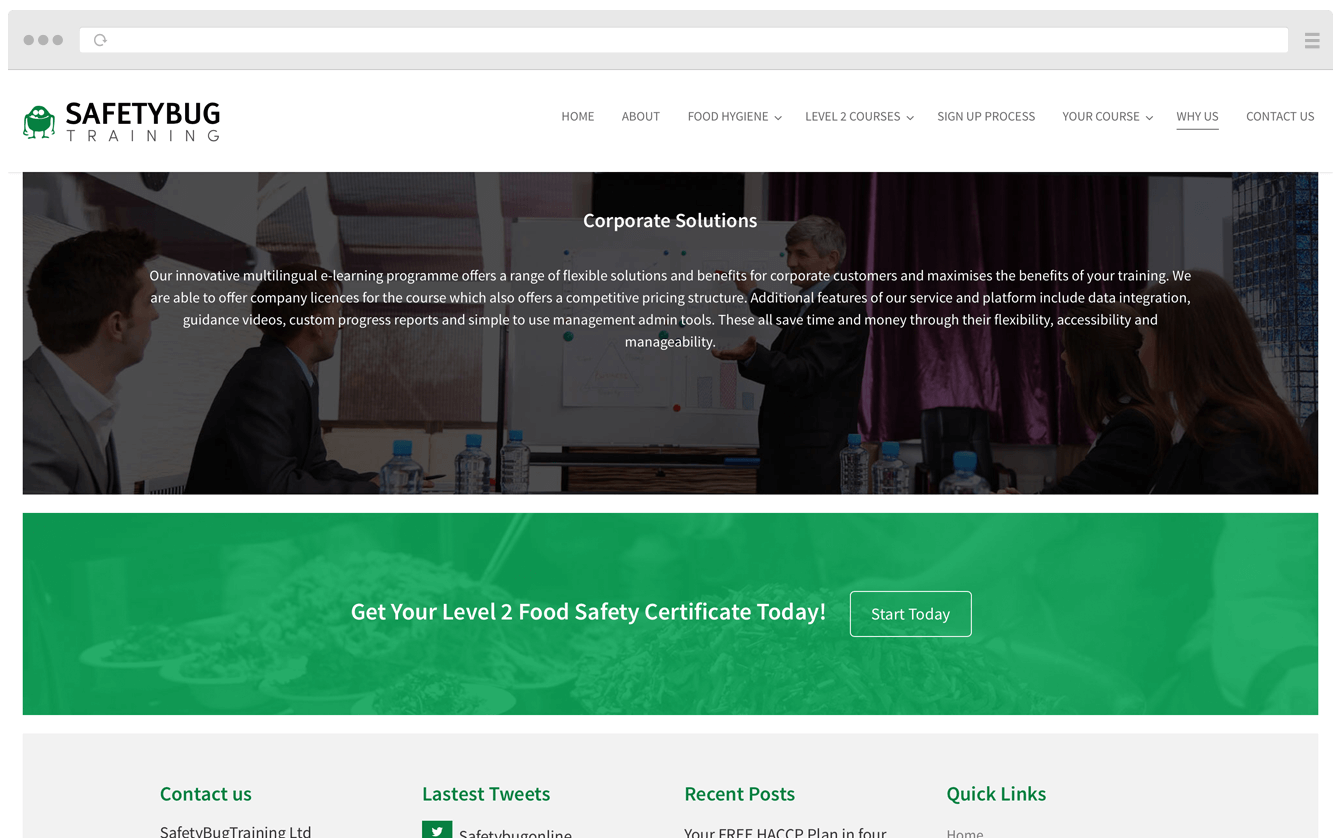 SAFETYBUG
TRAINING
HOME ABOUT FOOD HYGIENE LEVEL 2 COURSES SIGN UP PROCESS YOUR COURSE WHY US CONTACT US
Corporate Solutions
Our innovative multilingual e-learning programme offers a range of flexible solutions and benefits for corporate customers and maximises the benefits of your training. We
are able to offer company licences for the course which also offers a competitive pricing structure. Additional features of our service and platform include data integration,
guidance videos, custom progress reports and simple to use management admin tools. These all save time and money through their flexibility, accessibility and
manageability.
Get Your Level 2 Food Safety Certificate Today! Start Today
Contact us Lastest Tweets Recent Posts Quick Links
SafetyBugTraining Ltd Safetybugonline Your FREE HACCP Plan in four Home